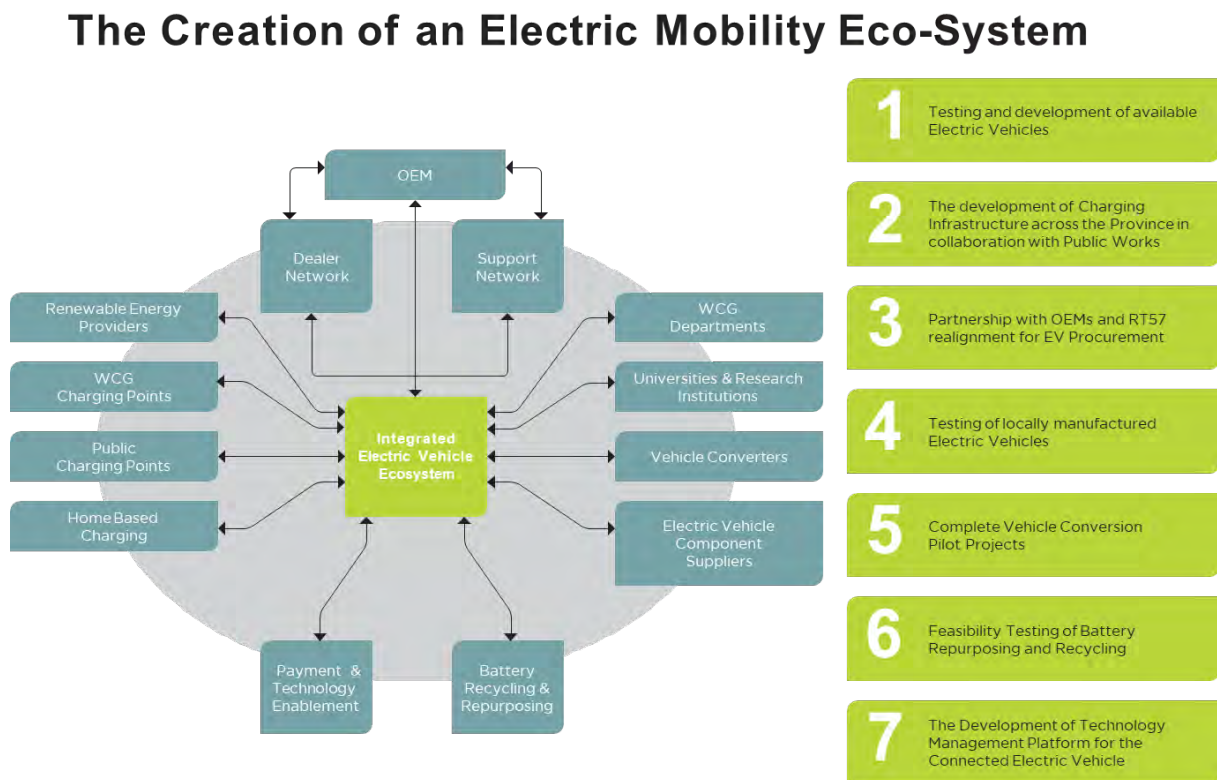 The Creation of an Electric Mobility Eco-System
OEM
Dealer
Network
Support
Network
Renewable Energy
Providers
WCG
Charging Points
Public
Charging Points
Home Based
Charging
Integrated
Electric Vehicle
Ecosystem
WCG
Departments
Universities & Research
Institutions
Vehicle Converters
Electric Vehicle
Component
Suppliers
Payment &
Technology
Enablement
Battery
Recycling &
Repurposing
1
Testing and development of available
Electric Vehicles
2
The development of Charging
Infrastructure across the Province in
collaboration with Public Works
3
Partnership with OEMs and RT57
realignment for EV Procurement
4
Testing of locally manufactured
Electric Vehicles
5
Complete Vehicle Conversion
Pilot Projects
6
Feasibility Testing of Battery
Repurposing and Recycling
7
The Development of Technology
Management Platform for the
Connected Electric Vehicle